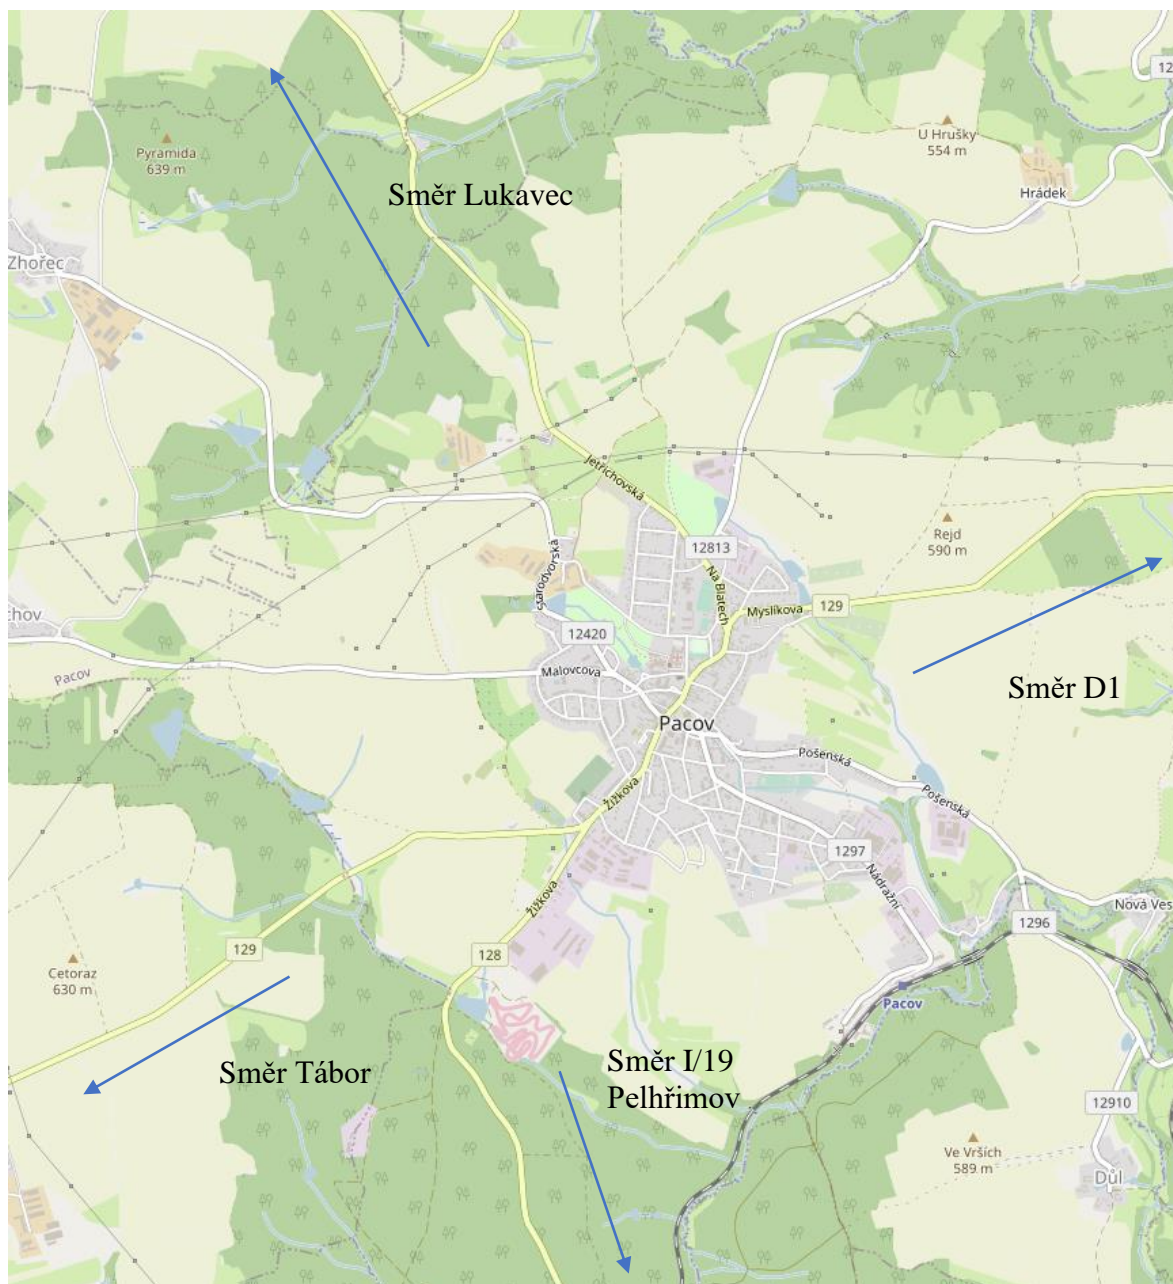 12
U Hrušky
554 m
Pyramida
639 m
Hrádek
Směr Lukavec
Zhořec
Jetřichovská
Rejd
590 m
12813
Starodvorská
Na Blatech
Myslíkova
129
chov
12420
Malovcova
Pacov
Směr D1
Pacov
Pošenská
Žižkova
Pošenská
1297
Nádražní
Žižkova
Nová Ves
1296
129
128
Cetoraz
630 m
Pacov
Směr Tábor
Směr I/19
Pelhřimov
12910
Ve Vrších
589 m
Důl